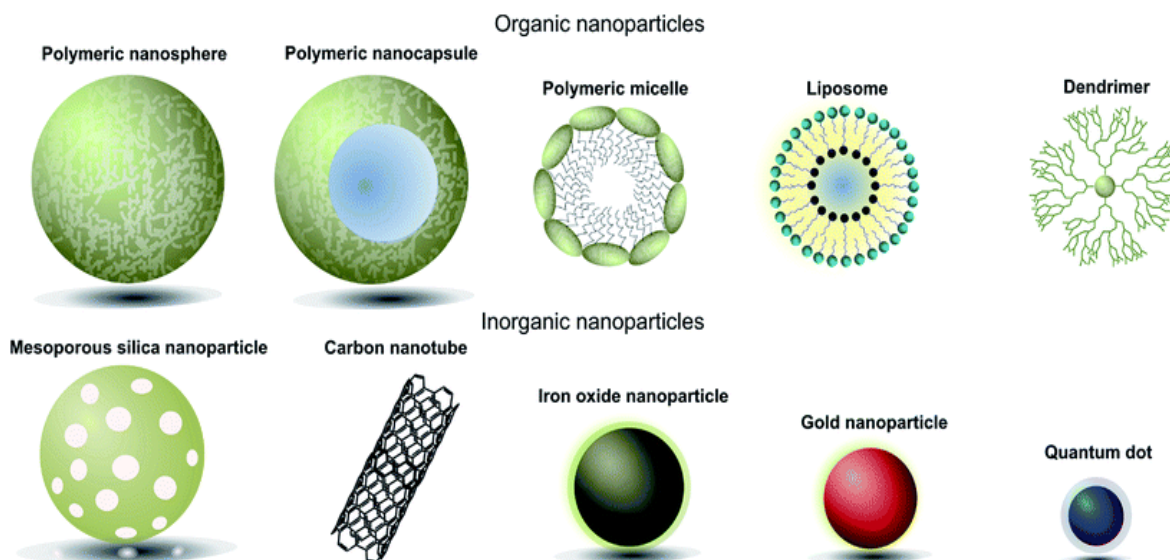 Organic nanoparticles
Polymeric nanosphere
Polymeric nanocapsule
Polymeric micelle
Liposome
Dendrimer
Inorganic nanoparticles
Mesoporous silica nanoparticle
Carbon nanotube
Iron oxide nanoparticle
Gold nanoparticle
Quantum dot